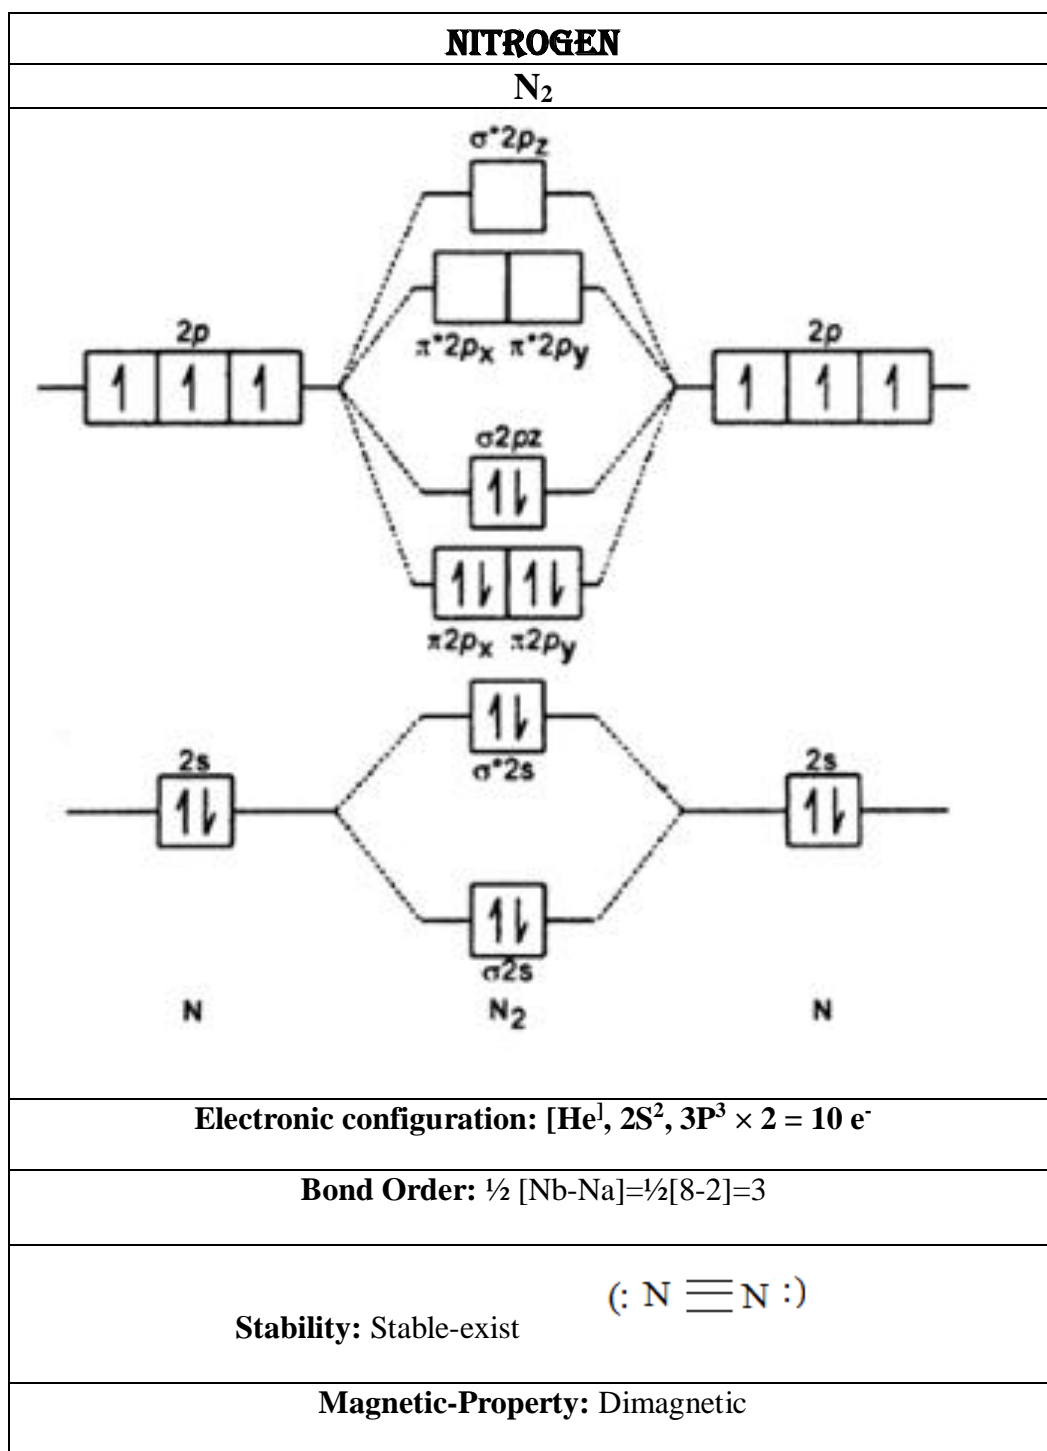 NITROGEN
N₂
σ*2pz
π*2px π*2py
2p 2p
σ2pz
π2px π2py
σ*2s
2s 2s
σ2s
N N₂ N
Electronic configuration: [He], 2S², 3P³ × 2 = 10 e⁻
Bond Order: ½ [Nb-Na]=½[8-2]=3
(: N ≡ N :)
Stability: Stable-exist
Magnetic-Property: Dimagnetic